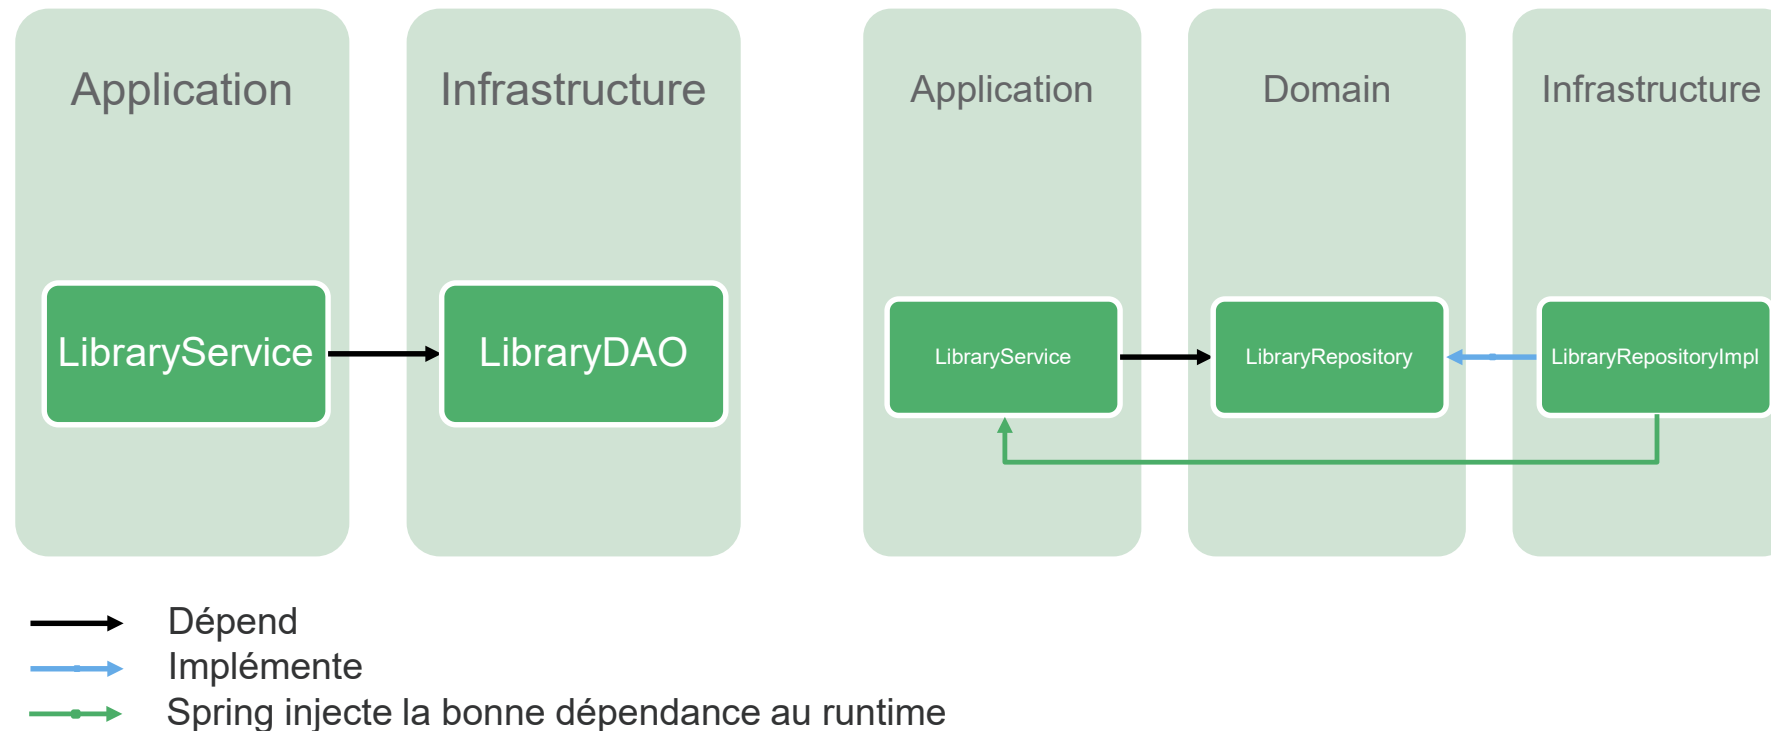 Application
Infrastructure
LibraryService
LibraryDAO
Application
Domain
Infrastructure
LibraryService
LibraryRepository
LibraryRepositoryImpl
Dépend
Implémente
Spring injecte la bonne dépendance au runtime